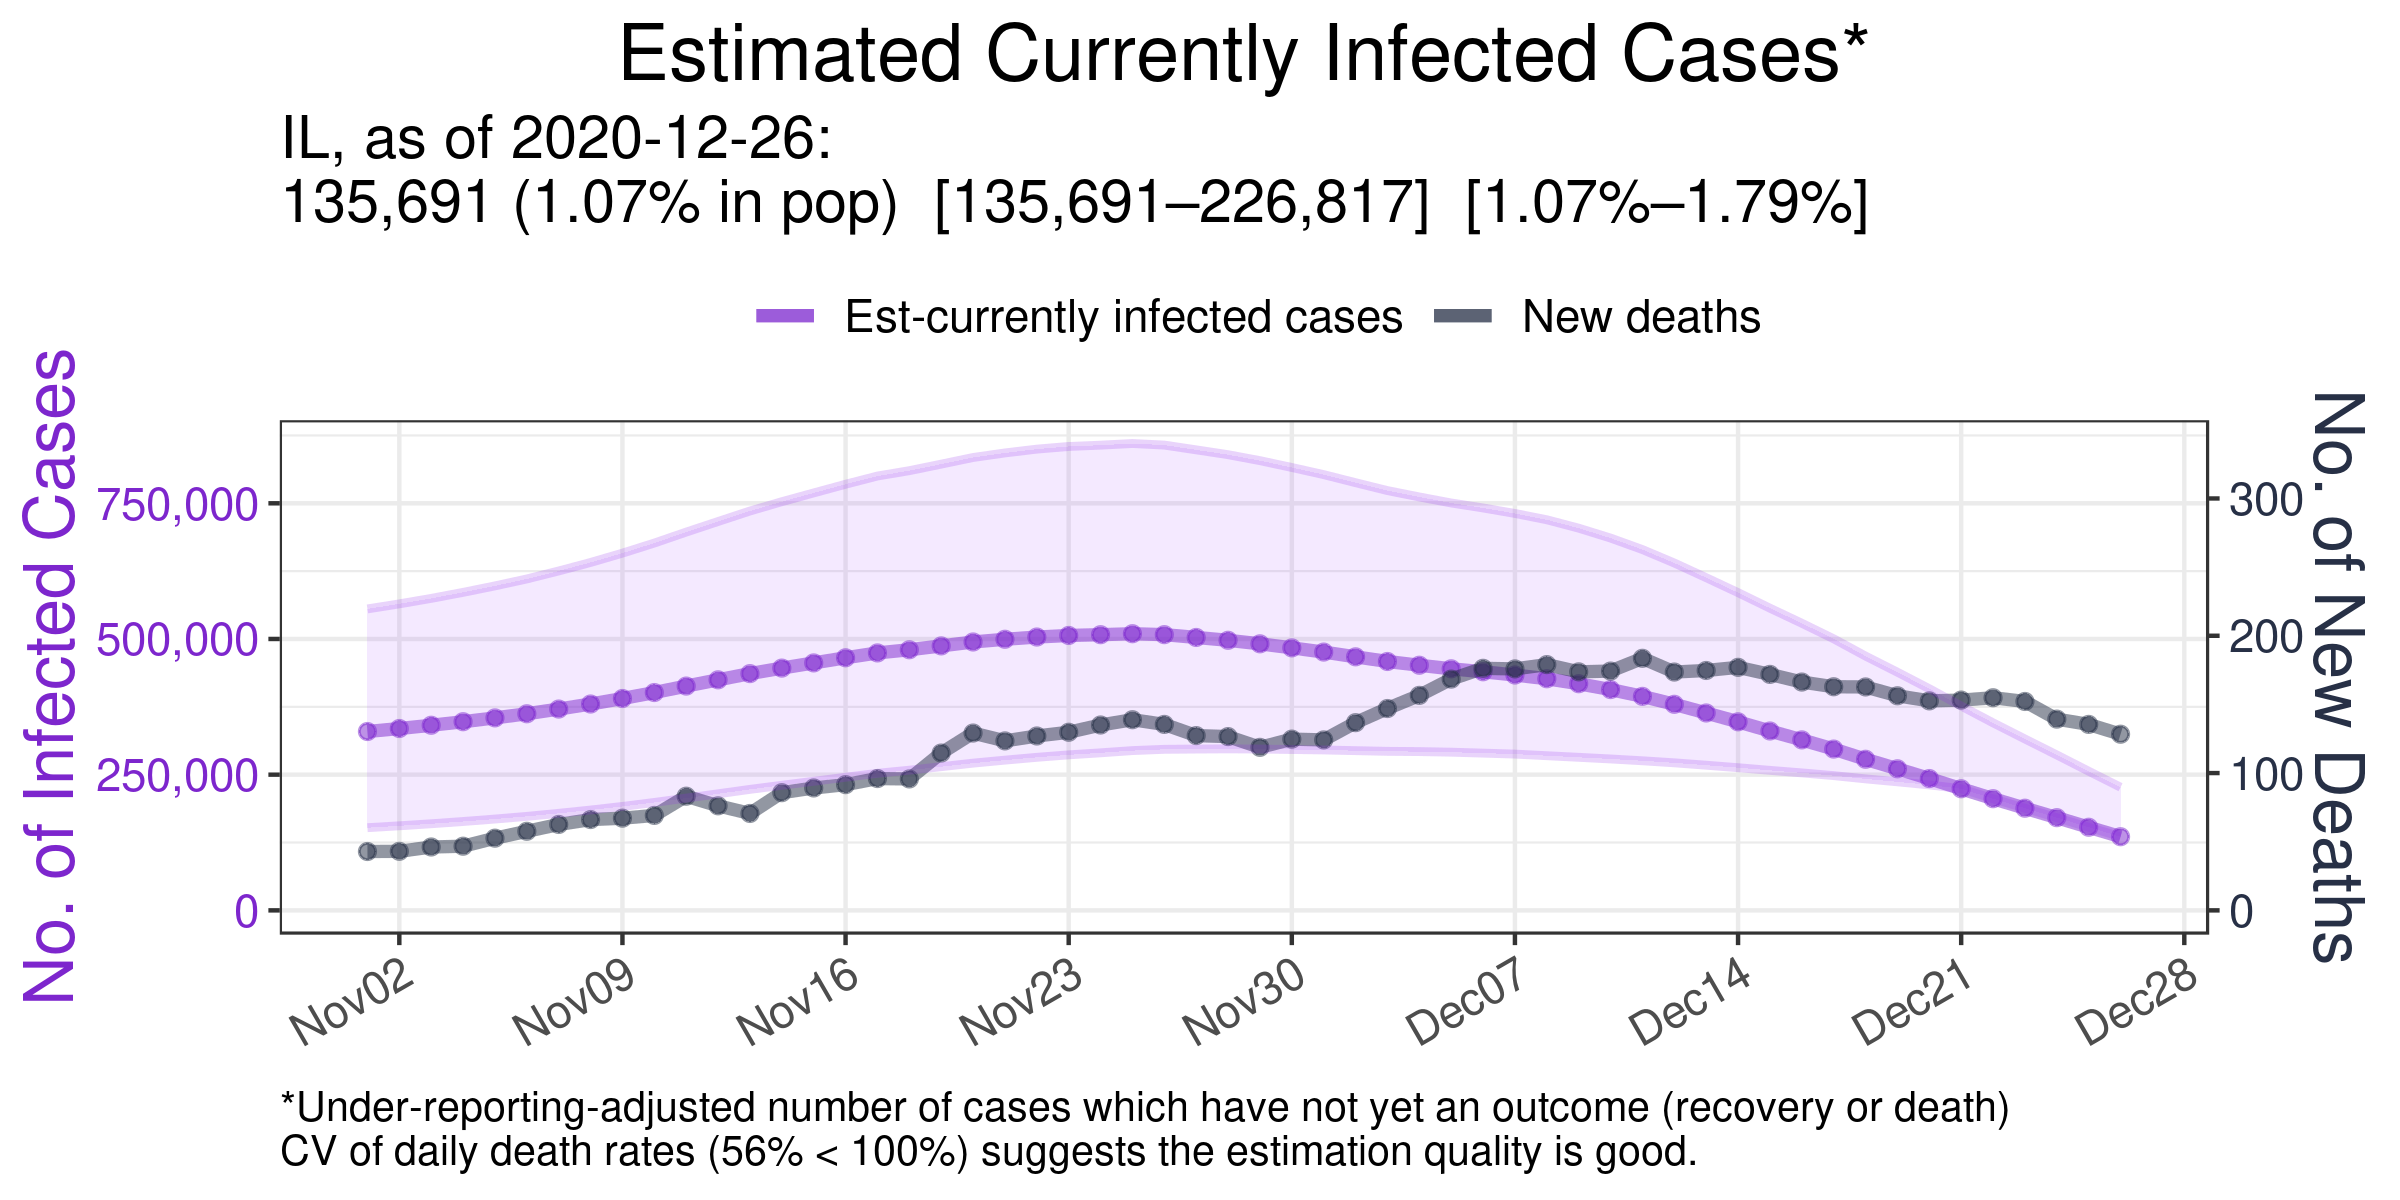 Estimated Currently Infected Cases*
IL, as of 2020-12-26:
135,691 (1.07% in pop)  [135,691–226,817]  [1.07%–1.79%]
Est-currently infected cases
New deaths
No. of Infected Cases
750,000
500,000
250,000
0
300
200
100
0
No. of New Deaths
Nov02
Nov09
Nov16
Nov23
Nov30
Dec07
Dec14
Dec21
Dec28
*Under-reporting-adjusted number of cases which have not yet an outcome (recovery or death)
CV of daily death rates (56% < 100%) suggests the estimation quality is good.